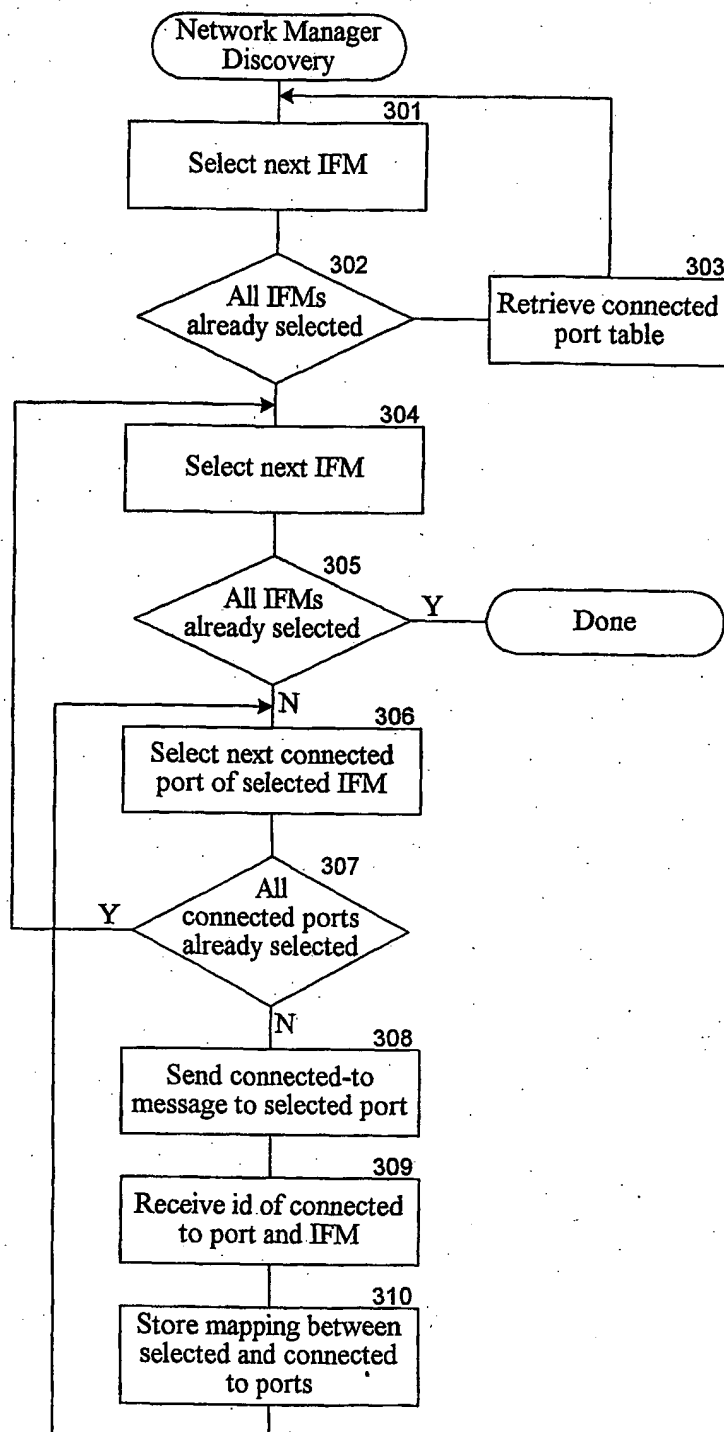 Network Manager
Discovery
301
Select next IFM
302
All IFMs
already selected
303
Retrieve connected
port table
304
Select next IFM
305
All IFMs
already selected
Y
Done
N
306
Select next connected
port of selected IFM
307
All
connected ports
already selected
Y
N
308
Send connected-to
message to selected port
309
Receive id of connected
to port and IFM
310
Store mapping between
selected and connected
to ports